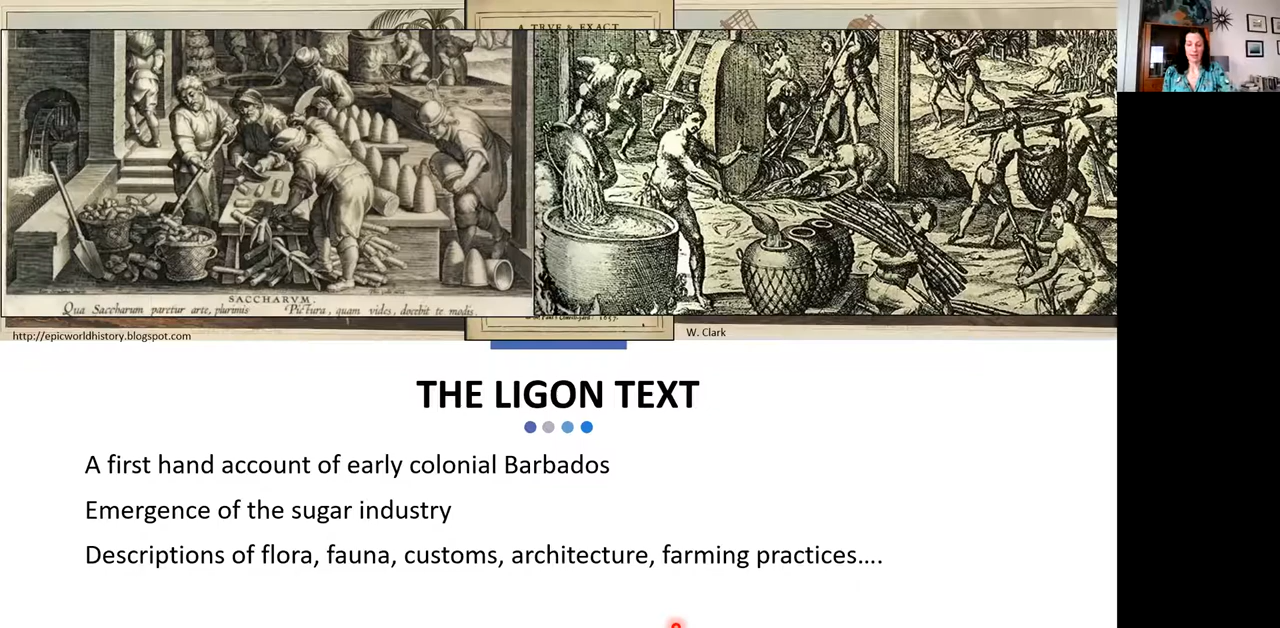 A TRVE & EXACT
SACCHARVM.
Qua Saccharum paretur arte, plurimis Pictura, quam vides, docebit te modis.
http://epicworldhistory.blogspot.com
W. Clark
THE LIGON TEXT
A first hand account of early colonial Barbados
Emergence of the sugar industry
Descriptions of flora, fauna, customs, architecture, farming practices….